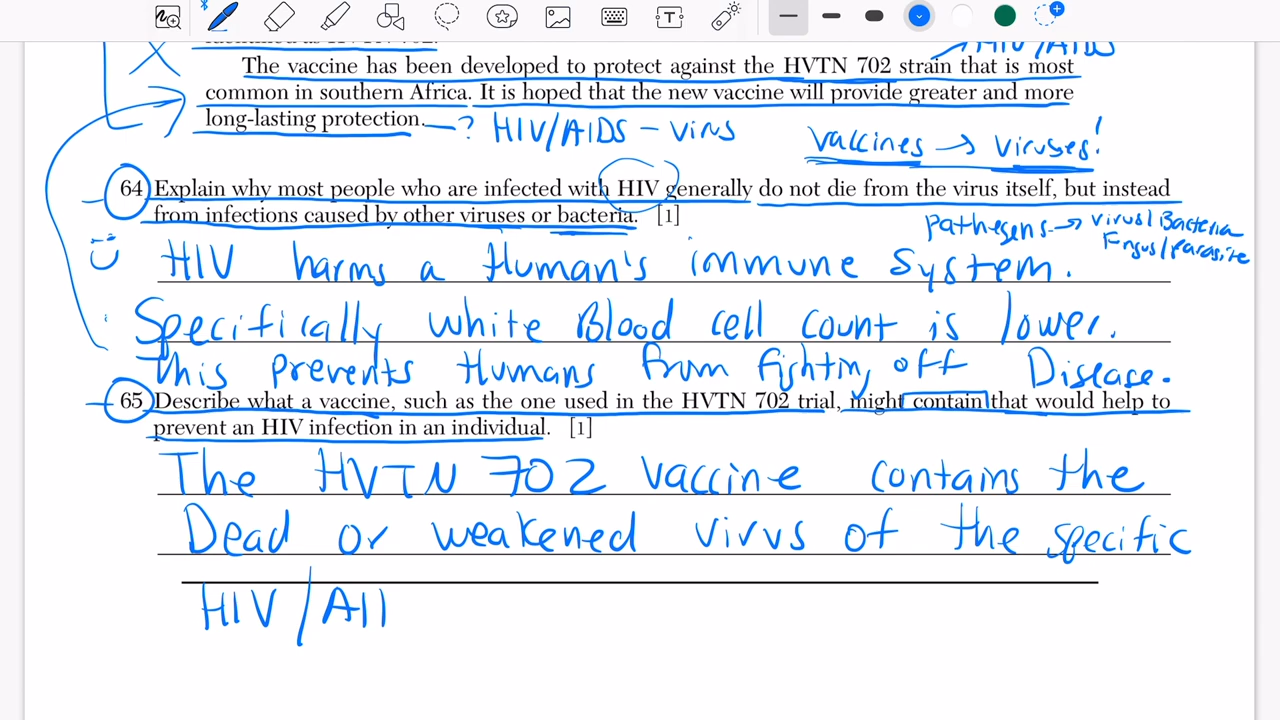 HIV/AIDS
The vaccine has been developed to protect against the HVTN 702 strain that is most
common in southern Africa. It is hoped that the new vaccine will provide greater and more
long-lasting protection. —? HIV/AIDS - virus
vaccines → viruses!
64 Explain why most people who are infected with HIV generally do not die from the virus itself, but instead
from infections caused by other viruses or bacteria. [1]
pathogens → virus/Bacteria
Fngus/parasite
HIV harms a Human's immune system.
Specifically white Blood cell count is lower.
This prevents Humans from fighting off Disease.
65 Describe what a vaccine, such as the one used in the HVTN 702 trial, might contain that would help to
prevent an HIV infection in an individual. [1]
The HVTN 702 vaccine contains the
Dead or weakened virus of the specific
HIV/AII